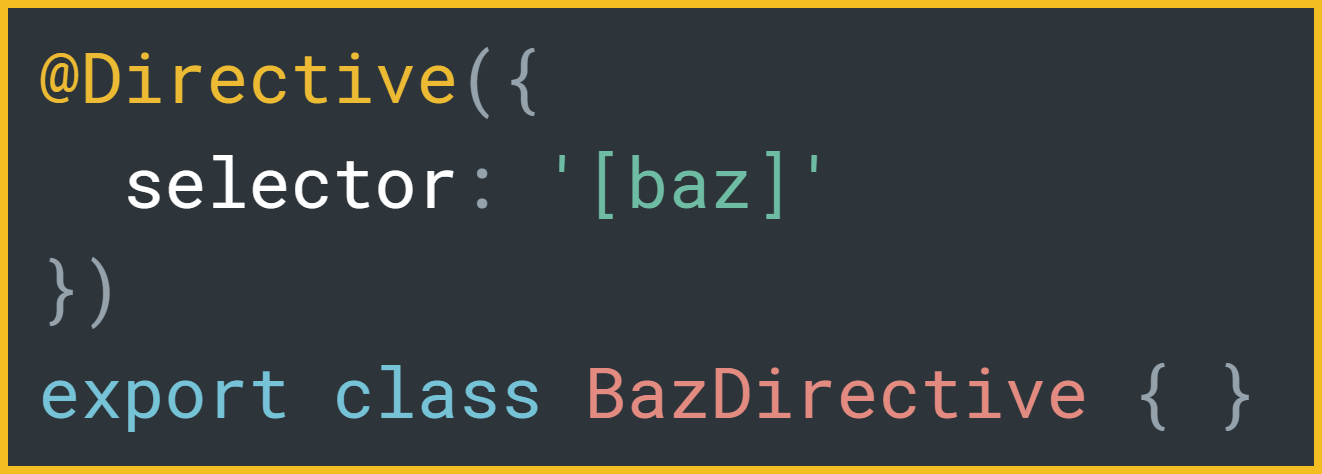 @Directive({
  selector: '[baz]'
})
export class BazDirective { }